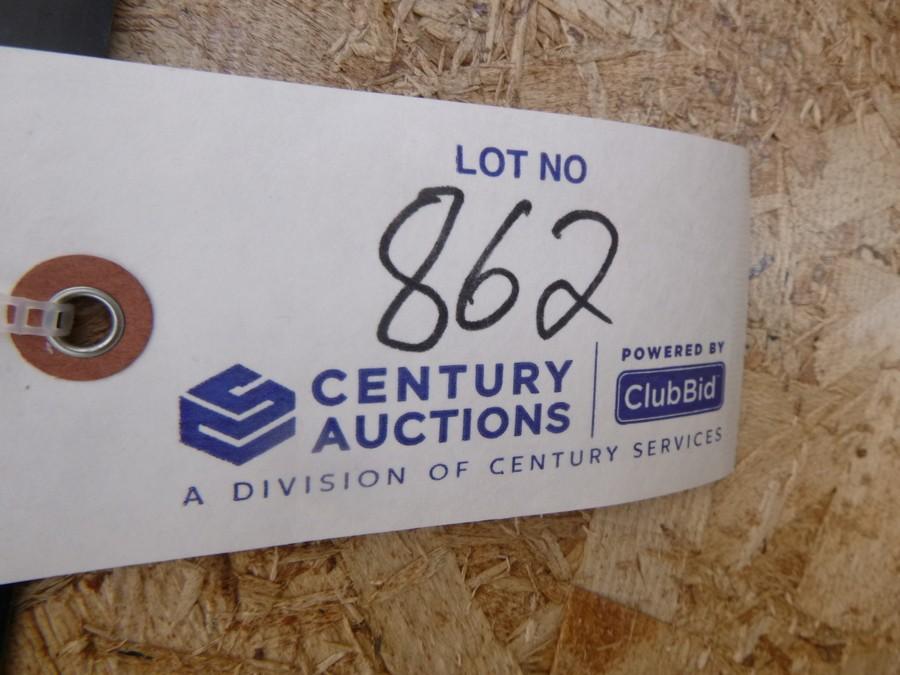 LOT NO
862
CENTURY
AUCTIONS
POWERED BY
ClubBid
A DIVISION OF CENTURY SERVICES